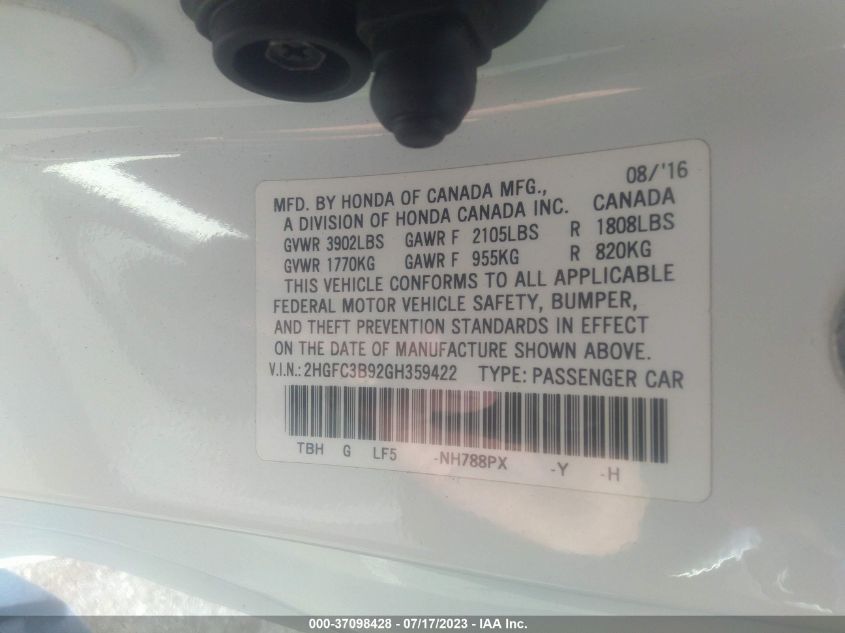 08/'16
MFD. BY HONDA OF CANADA MFG.,
A DIVISION OF HONDA CANADA INC. CANADA
GVWR 3902LBS GAWR F 2105LBS R 1808LBS
GVWR 1770KG GAWR F 955KG R 820KG
THIS VEHICLE CONFORMS TO ALL APPLICABLE
FEDERAL MOTOR VEHICLE SAFETY, BUMPER,
AND THEFT PREVENTION STANDARDS IN EFFECT
ON THE DATE OF MANUFACTURE SHOWN ABOVE.
V.I.N.: 2HGFC3B92GH359422 TYPE: PASSENGER CAR
TBH G LF5 -NH788PX -Y -H
000-37098428 - 07/17/2023 - IAA Inc.